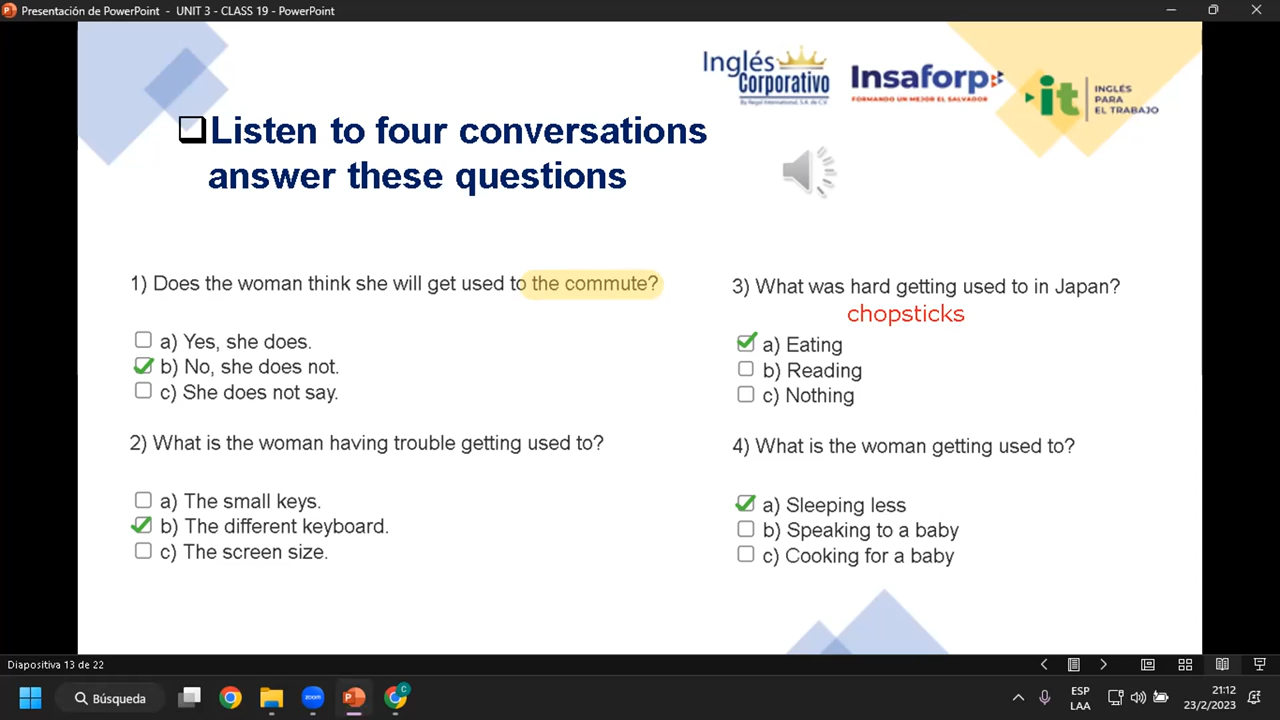 Presentación de PowerPoint - UNIT 3 - CLASS 19 - PowerPoint
Inglés
Corporativo
By Regal International, S.A. de C.V.
Insaforp
FORMANDO UN MEJOR EL SALVADOR
it
INGLÉS
PARA
EL TRABAJO
Listen to four conversations
answer these questions
1) Does the woman think she will get used to the commute?
a) Yes, she does.
b) No, she does not.
c) She does not say.
2) What is the woman having trouble getting used to?
a) The small keys.
b) The different keyboard.
c) The screen size.
3) What was hard getting used to in Japan?
chopsticks
a) Eating
b) Reading
c) Nothing
4) What is the woman getting used to?
a) Sleeping less
b) Speaking to a baby
c) Cooking for a baby
Diapositiva 13 de 22
Búsqueda
zoom
C
ESP
LAA
21:12
23/2/2023